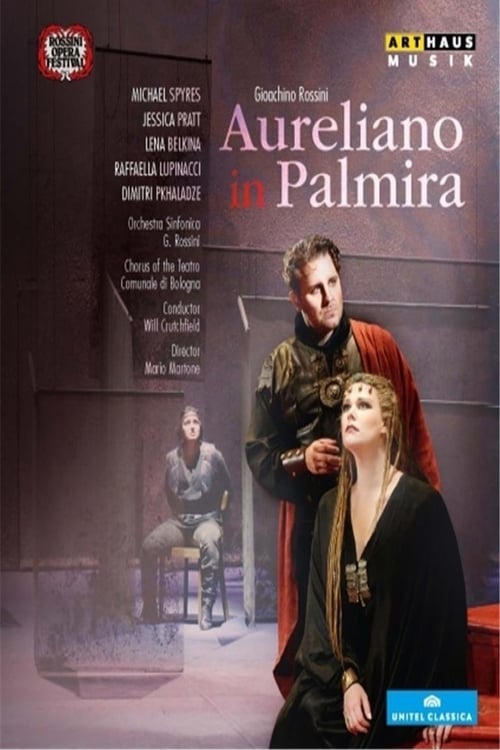 ROSSINI
OPERA
FESTIVAL
ARTHAUS
MUSIK
MICHAEL SPYRES
JESSICA PRATT
LENA BELKINA
RAFFAELLA LUPINACCI
DIMITRI PKHALADZE
Orchestra Sinfonica
G. Rossini
Chorus of the Teatro
Comunale di Bologna
Conductor
Will Crutchfield
Director
Mario Martone
Gioachino Rossini
Aureliano
in Palmira
UNITEL CLASSICA